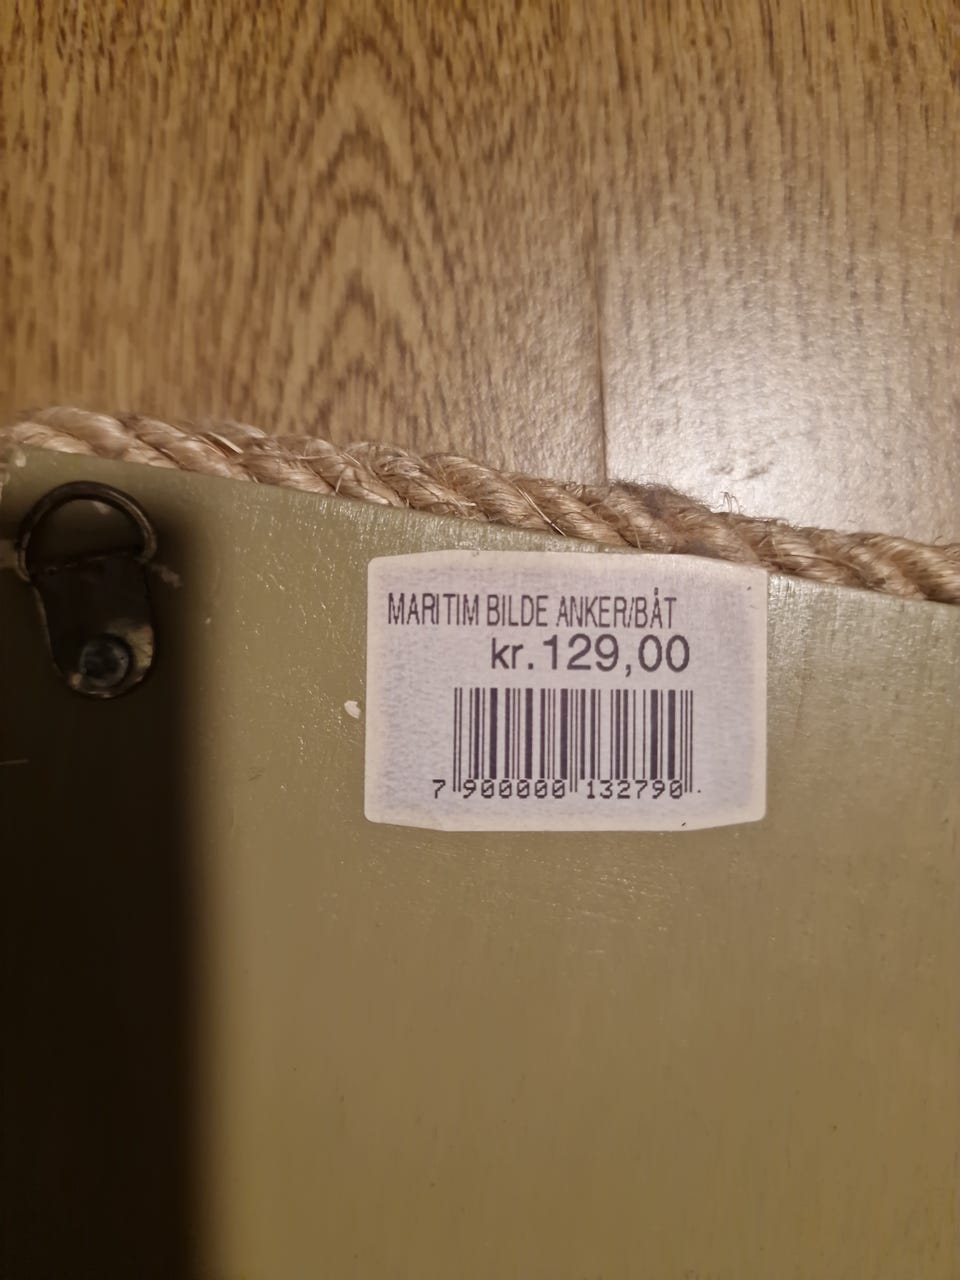 MARITIM BILDE ANKER/BÅT
kr.129,00
7 900000 132790